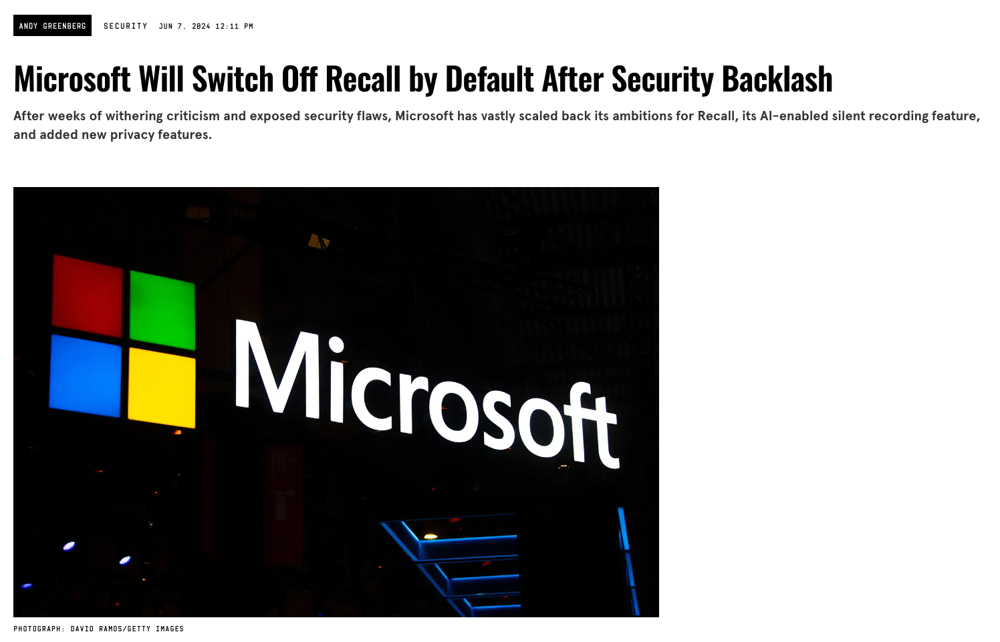 ANDY GREENBERG SECURITY JUN 7, 2024 12:11 PM
Microsoft Will Switch Off Recall by Default After Security Backlash
After weeks of withering criticism and exposed security flaws, Microsoft has vastly scaled back its ambitions for Recall, its AI-enabled silent recording feature,
and added new privacy features.
Microsoft
PHOTOGRAPH: DAVID RAMOS/GETTY IMAGES